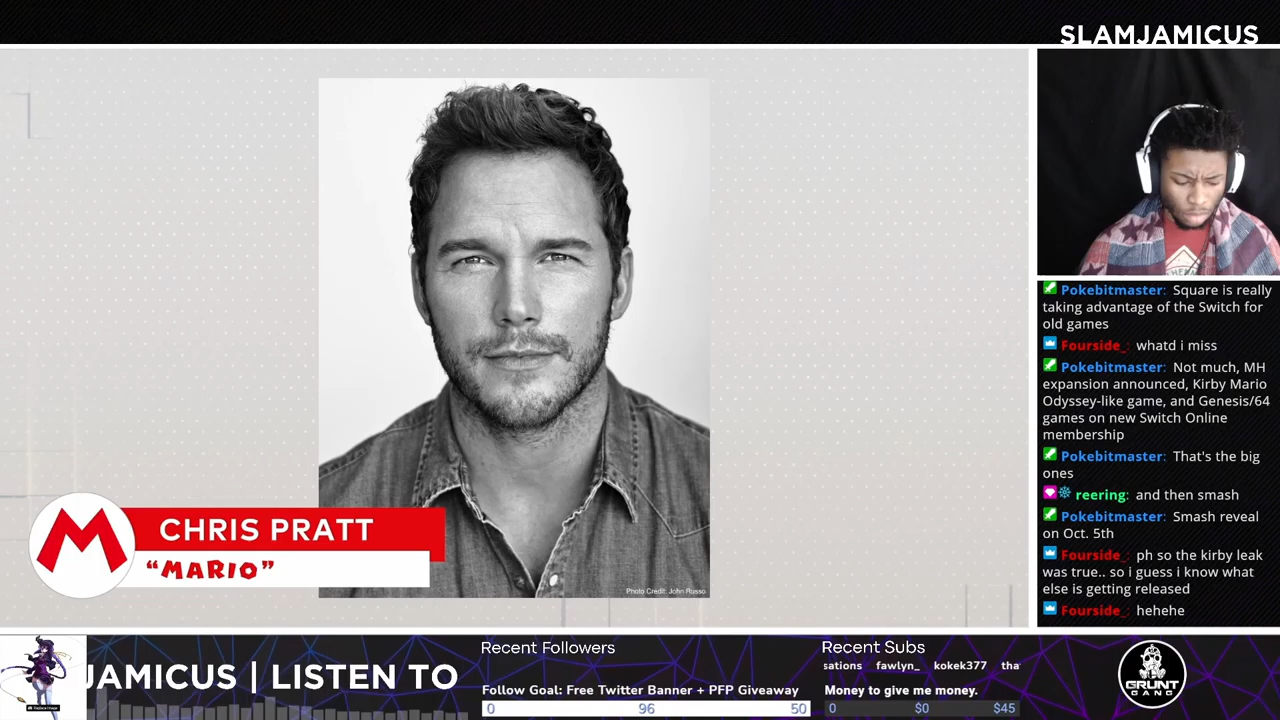 SLAMJAMICUS
CHRIS PRATT
“MARIO”
Photo Credit: John Russo
Pokebitmaster: Square is really
taking advantage of the Switch for
old games
Fourside_: whatd i miss
Pokebitmaster: Not much, MH
expansion announced, Kirby Mario
Odyssey-like game, and Genesis/64
games on new Switch Online
membership
Pokebitmaster: That's the big
ones
reering: and then smash
Pokebitmaster: Smash reveal
on Oct. 5th
Fourside_: ph so the kirby leak
was true.. so i guess i know what
else is getting released
Fourside_: hehehe
JAMICUS | LISTEN TO
Recent Followers
Follow Goal: Free Twitter Banner + PFP Giveaway
0 96 50
Recent Subs
sations fawlyn_ kokek377 tha
Money to give me money.
0 $0 $45
GRUNT
GANG